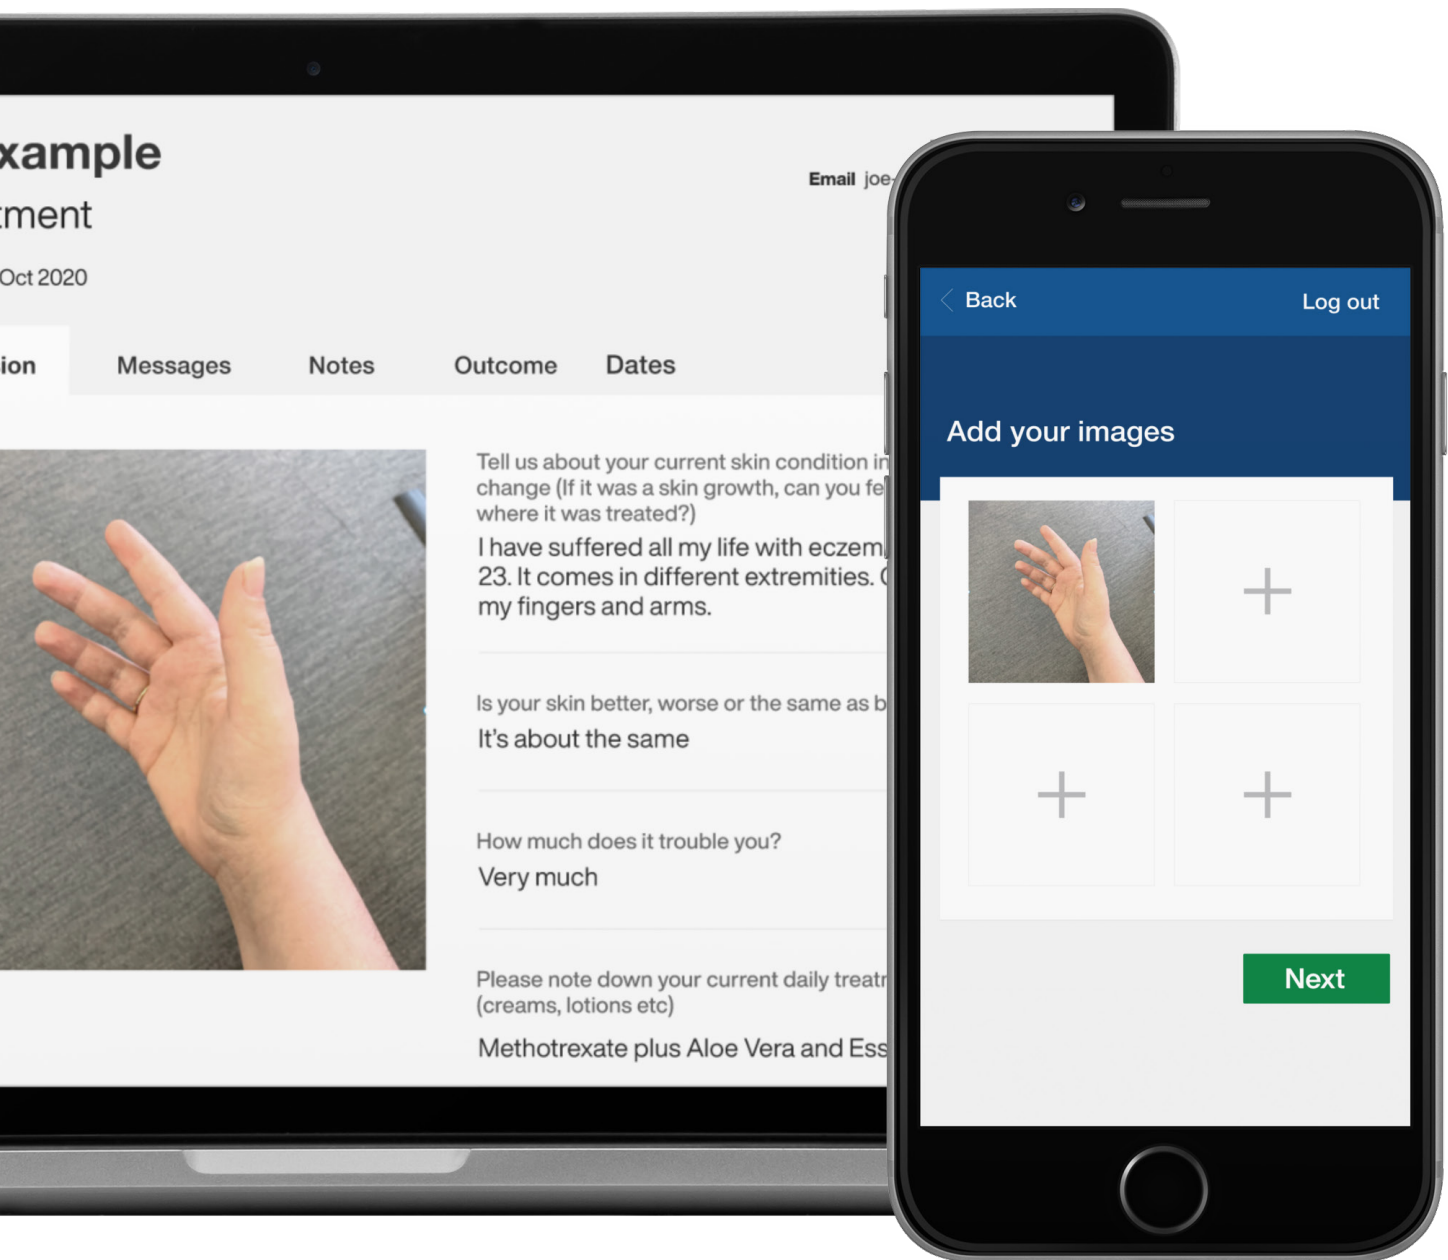 xample
tment
Oct 2020
Email joe-
ion
Messages
Notes
Outcome
Dates
Tell us about your current skin condition in
change (If it was a skin growth, can you fe
where it was treated?)
I have suffered all my life with eczem
23. It comes in different extremities.
my fingers and arms.
Is your skin better, worse or the same as b
It's about the same
How much does it trouble you?
Very much
Please note down your current daily treatr
(creams, lotions etc)
Methotrexate plus Aloe Vera and Ess
Back
Log out
Add your images
Next